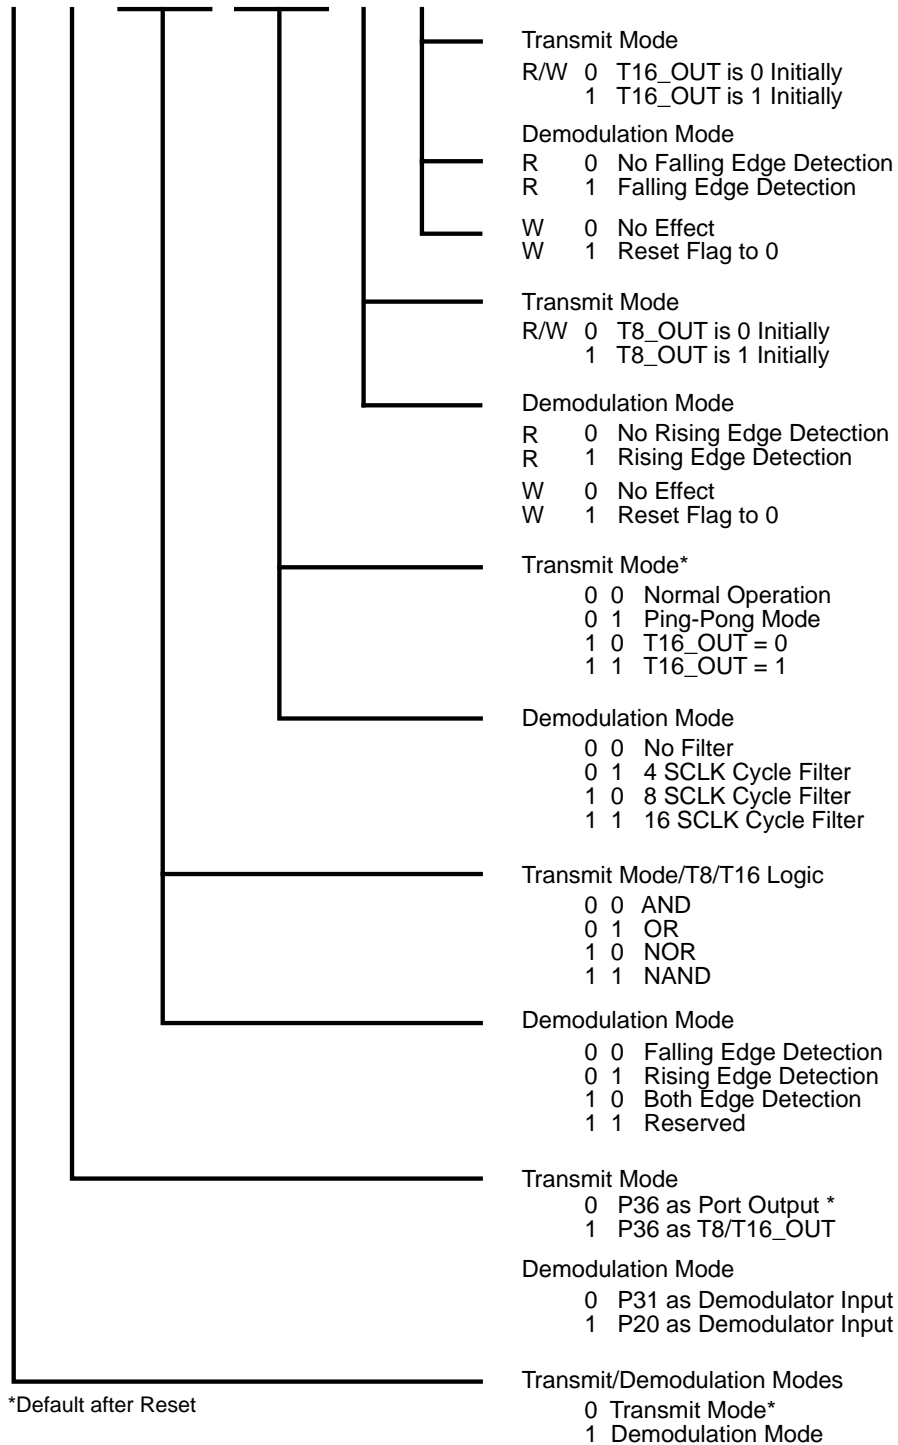 Transmit Mode
R/W 0 T16_OUT is 0 Initially
1 T16_OUT is 1 Initially
Demodulation Mode
R 0 No Falling Edge Detection
R 1 Falling Edge Detection
W 0 No Effect
W 1 Reset Flag to 0
Transmit Mode
R/W 0 T8_OUT is 0 Initially
1 T8_OUT is 1 Initially
Demodulation Mode
R 0 No Rising Edge Detection
R 1 Rising Edge Detection
W 0 No Effect
W 1 Reset Flag to 0
Transmit Mode*
0 0 Normal Operation
0 1 Ping-Pong Mode
1 0 T16_OUT = 0
1 1 T16_OUT = 1
Demodulation Mode
0 0 No Filter
0 1 4 SCLK Cycle Filter
1 0 8 SCLK Cycle Filter
1 1 16 SCLK Cycle Filter
Transmit Mode/T8/T16 Logic
0 0 AND
0 1 OR
1 0 NOR
1 1 NAND
Demodulation Mode
0 0 Falling Edge Detection
0 1 Rising Edge Detection
1 0 Both Edge Detection
1 1 Reserved
Transmit Mode
0 P36 as Port Output *
1 P36 as T8/T16_OUT
Demodulation Mode
0 P31 as Demodulator Input
1 P20 as Demodulator Input
Transmit/Demodulation Modes
0 Transmit Mode*
1 Demodulation Mode
*Default after Reset